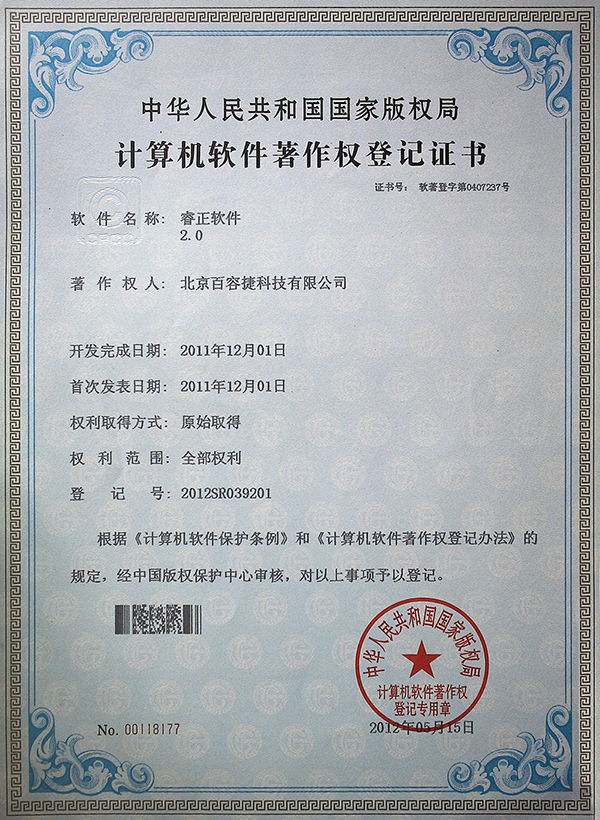 中华人民共和国国家版权局
计算机软件著作权登记证书
证书号： 软著登字第0407237号
CPCC
软件名称： 睿正软件
2.0
著作权人： 北京百容捷科技有限公司
开发完成日期： 2011年12月01日
首次发表日期： 2011年12月01日
权利取得方式： 原始取得
权利范围： 全部权利
登记号： 2012SR039201
根据《计算机软件保护条例》和《计算机软件著作权登记办法》的
规定，经中国版权保护中心审核，对以上事项予以登记。
中华人民共和国国家版权局
计算机软件著作权
登记专用章
No. 00118177
2012年05月15日